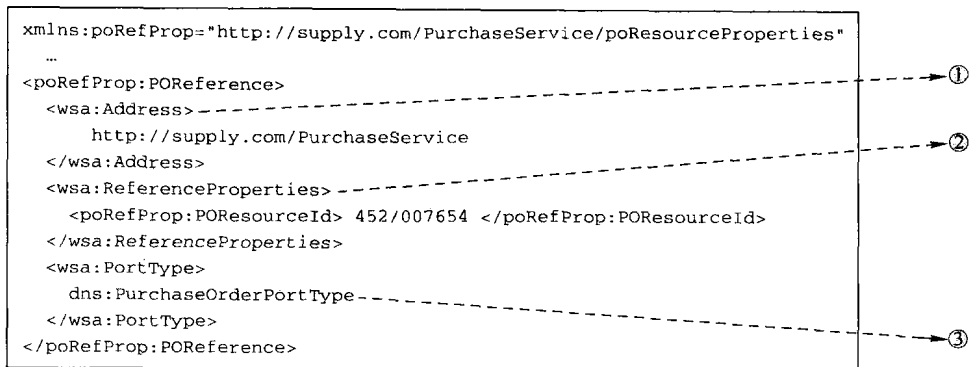 xmlns:poRefProp="http://supply.com/PurchaseService/poResourceProperties"
…
<poRefProp:POReference>
<wsa:Address>
①
http://supply.com/PurchaseService
</wsa:Address>
②
<wsa:ReferenceProperties>
<poRefProp:POResourceId> 452/007654 </poRefProp:POResourceId>
</wsa:ReferenceProperties>
<wsa:PortType>
dns:PurchaseOrderPortType
</wsa:PortType>
③
</poRefProp:POReference>